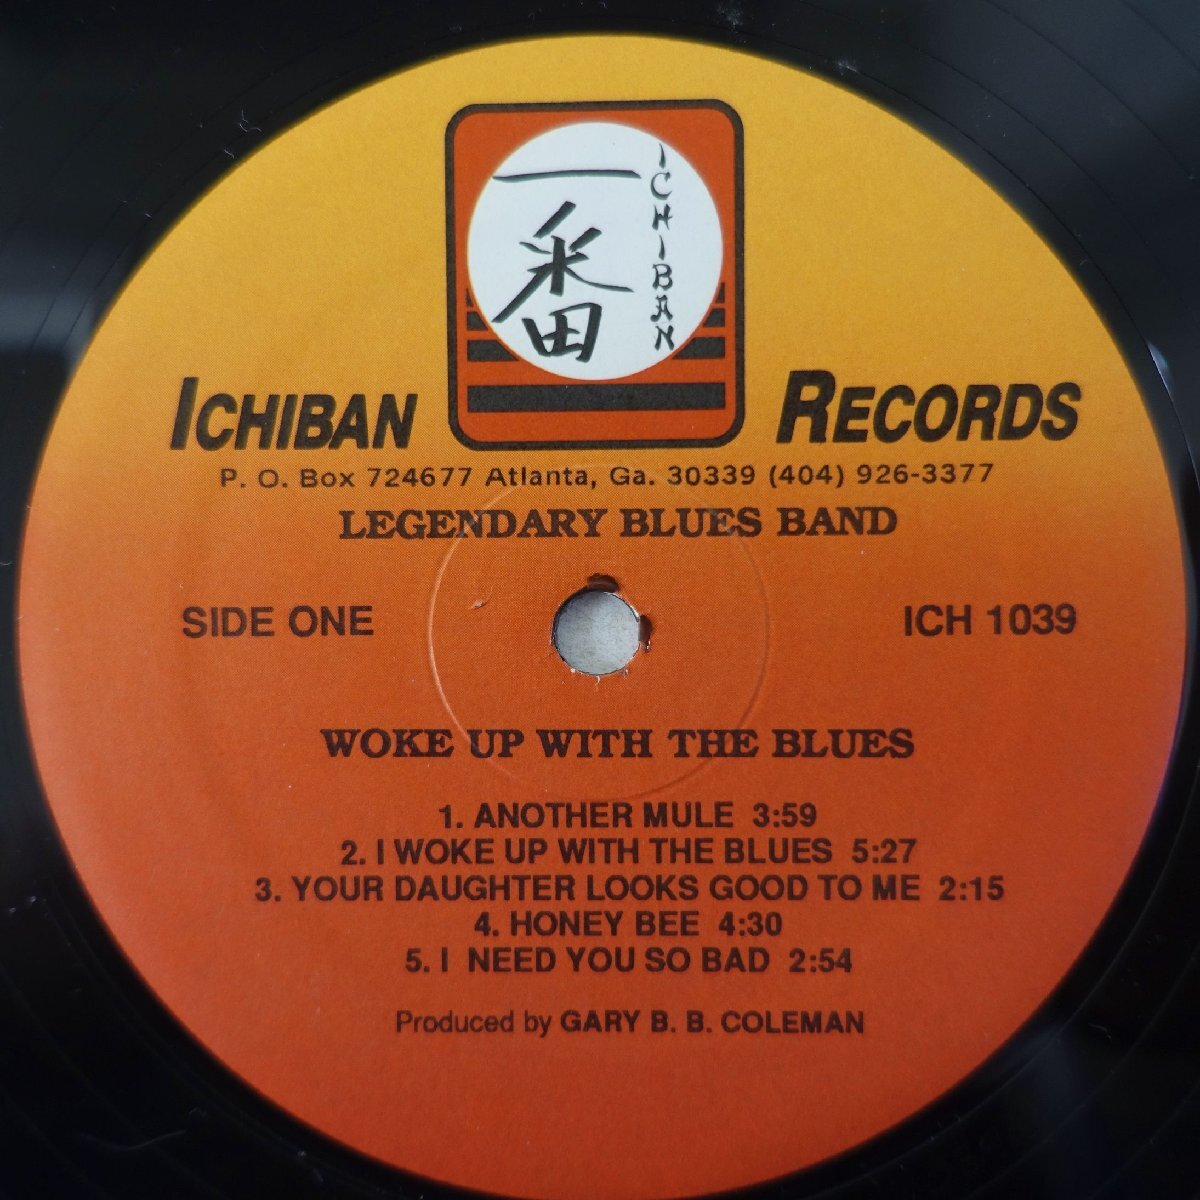 一番
ICHIBAN
ICHIBAN RECORDS
P. O. Box 724677 Atlanta, Ga. 30339 (404) 926-3377
LEGENDARY BLUES BAND
SIDE ONE
ICH 1039
WOKE UP WITH THE BLUES
1. ANOTHER MULE 3:59
2. I WOKE UP WITH THE BLUES 5:27
3. YOUR DAUGHTER LOOKS GOOD TO ME 2:15
4. HONEY BEE 4:30
5. I NEED YOU SO BAD 2:54
Produced by GARY B. B. COLEMAN